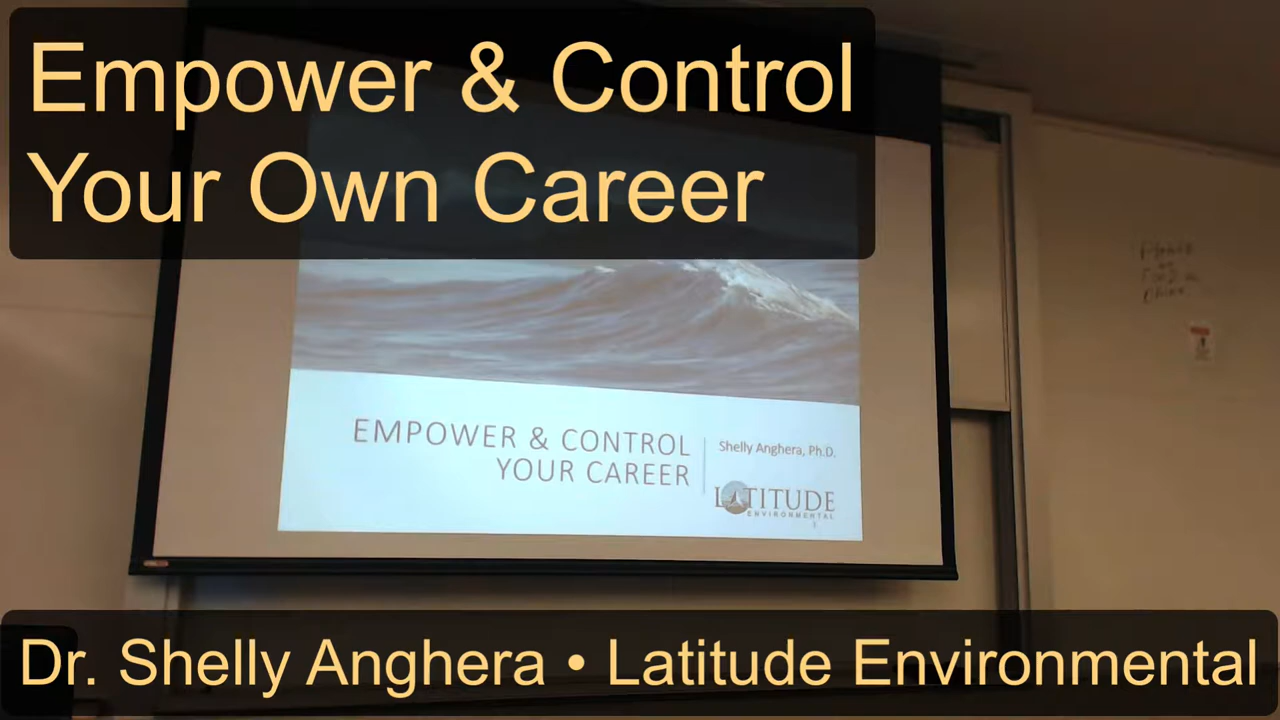 Empower & Control
Your Own Career
EMPOWER & CONTROL
YOUR CAREER
Shelly Anghera, Ph.D.
LATITUDE
ENVIRONMENTAL
Dr. Shelly Anghera • Latitude Environmental